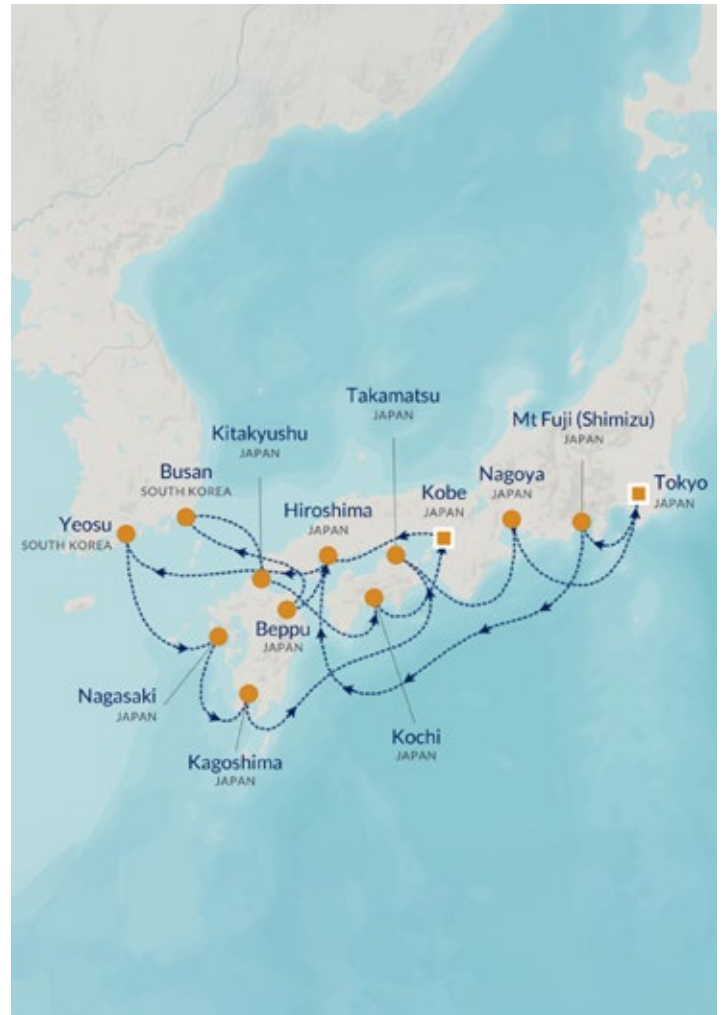 Takamatsu
JAPAN
Mt Fuji (Shimizu)
JAPAN
Kitakyushu
JAPAN
Busan
SOUTH KOREA
Nagoya
JAPAN
Tokyo
JAPAN
Kobe
JAPAN
Hiroshima
JAPAN
Yeosu
SOUTH KOREA
Beppu
JAPAN
Nagasaki
JAPAN
Kochi
JAPAN
Kagoshima
JAPAN